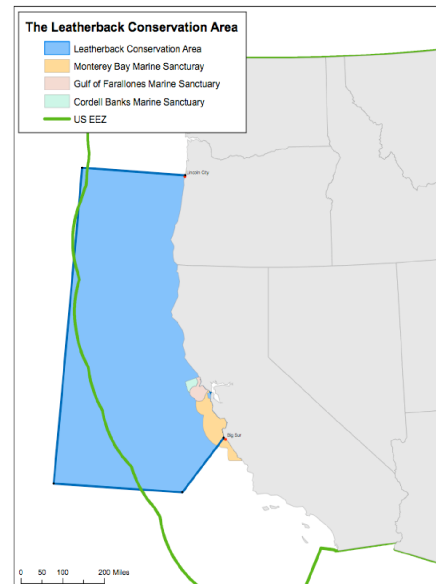 The Leatherback Conservation Area
Leatherback Conservation Area
Monterey Bay Marine Sancturay
Gulf of Farallones Marine Sanctuary
Cordell Banks Marine Sanctuary
US EEZ
Lincoln City
Big Sur
0 50 100 200 Miles